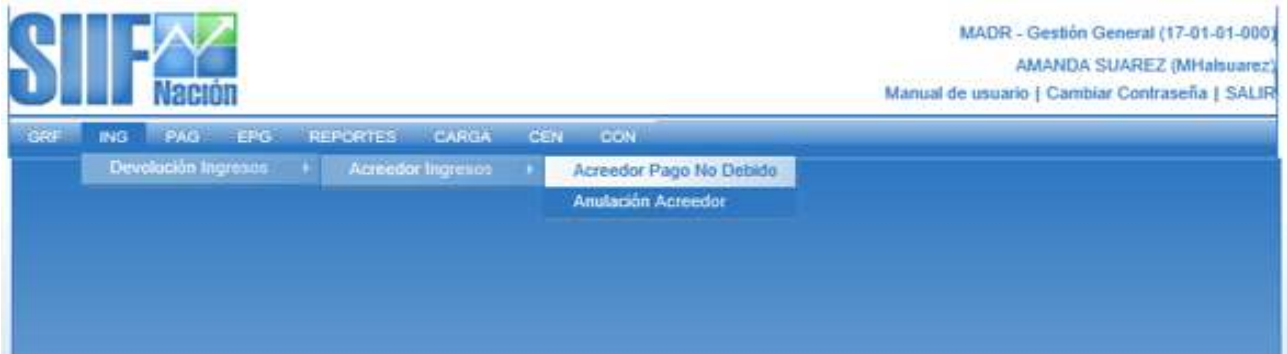 SIIF
Nación
MADR - Gestión General (17-01-01-000)
AMANDA SUAREZ (MHalsuarez)
Manual de usuario | Cambiar Contraseña | SALIR
GRF ING PAG EPG REPORTES CARGA CEN CON
Devolución Ingresos Acreedor Ingresos Acreedor Pago No Debido
Anulación Acreedor